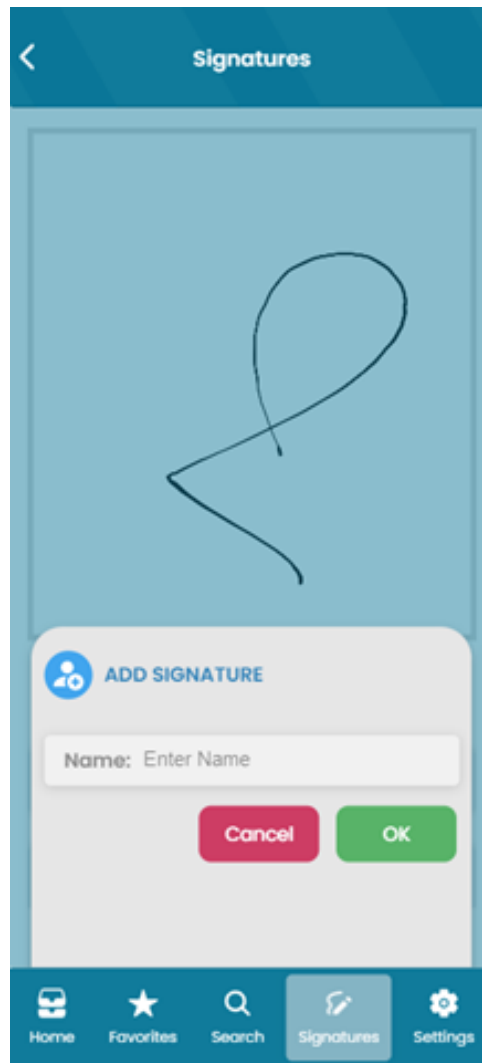 Signatures
ADD SIGNATURE
Name: Enter Name
Cancel OK
Home Favorites Search Signatures Settings